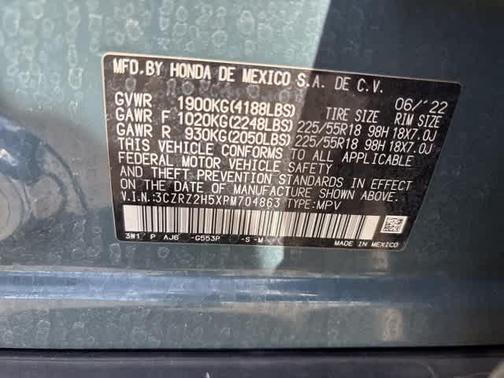 MFD.BY HONDA DE MEXICO S.A. DE C.V.
06/'22
GVWR 1900KG(4188LBS) TIRE SIZE RIM SIZE
GAWR F 1020KG(2248LBS) 225/55R18 98H 18X7.0J
GAWR R 930KG(2050LBS) 225/55R18 98H 18X7.0J
THIS VEHICLE CONFORMS TO ALL APPLICABLE
FEDERAL MOTOR VEHICLE SAFETY
AND THEFT PREVENTION STANDARDS IN EFFECT
ON THE DATE OF MANUFACTURE SHOWN ABOVE.
V.I.N.:3CZRZ2H5XPM704863 TYPE:MPV
3W1 P AJ6 -G553P -S-M
MADE IN MEXICO